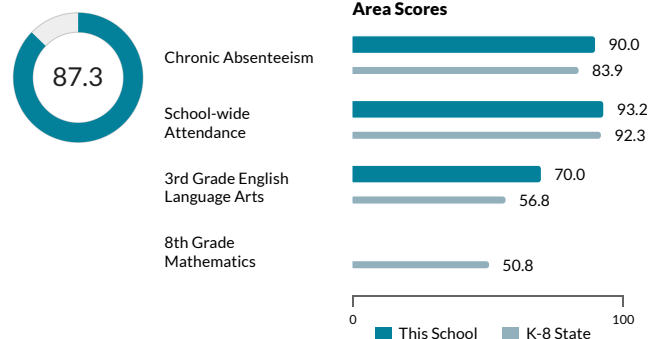 Area Scores
87.3
Chronic Absenteeism
90.0
83.9
School-wide
Attendance
93.2
92.3
3rd Grade English
Language Arts
70.0
56.8
8th Grade
Mathematics
50.8
0
100
This School
K-8 State